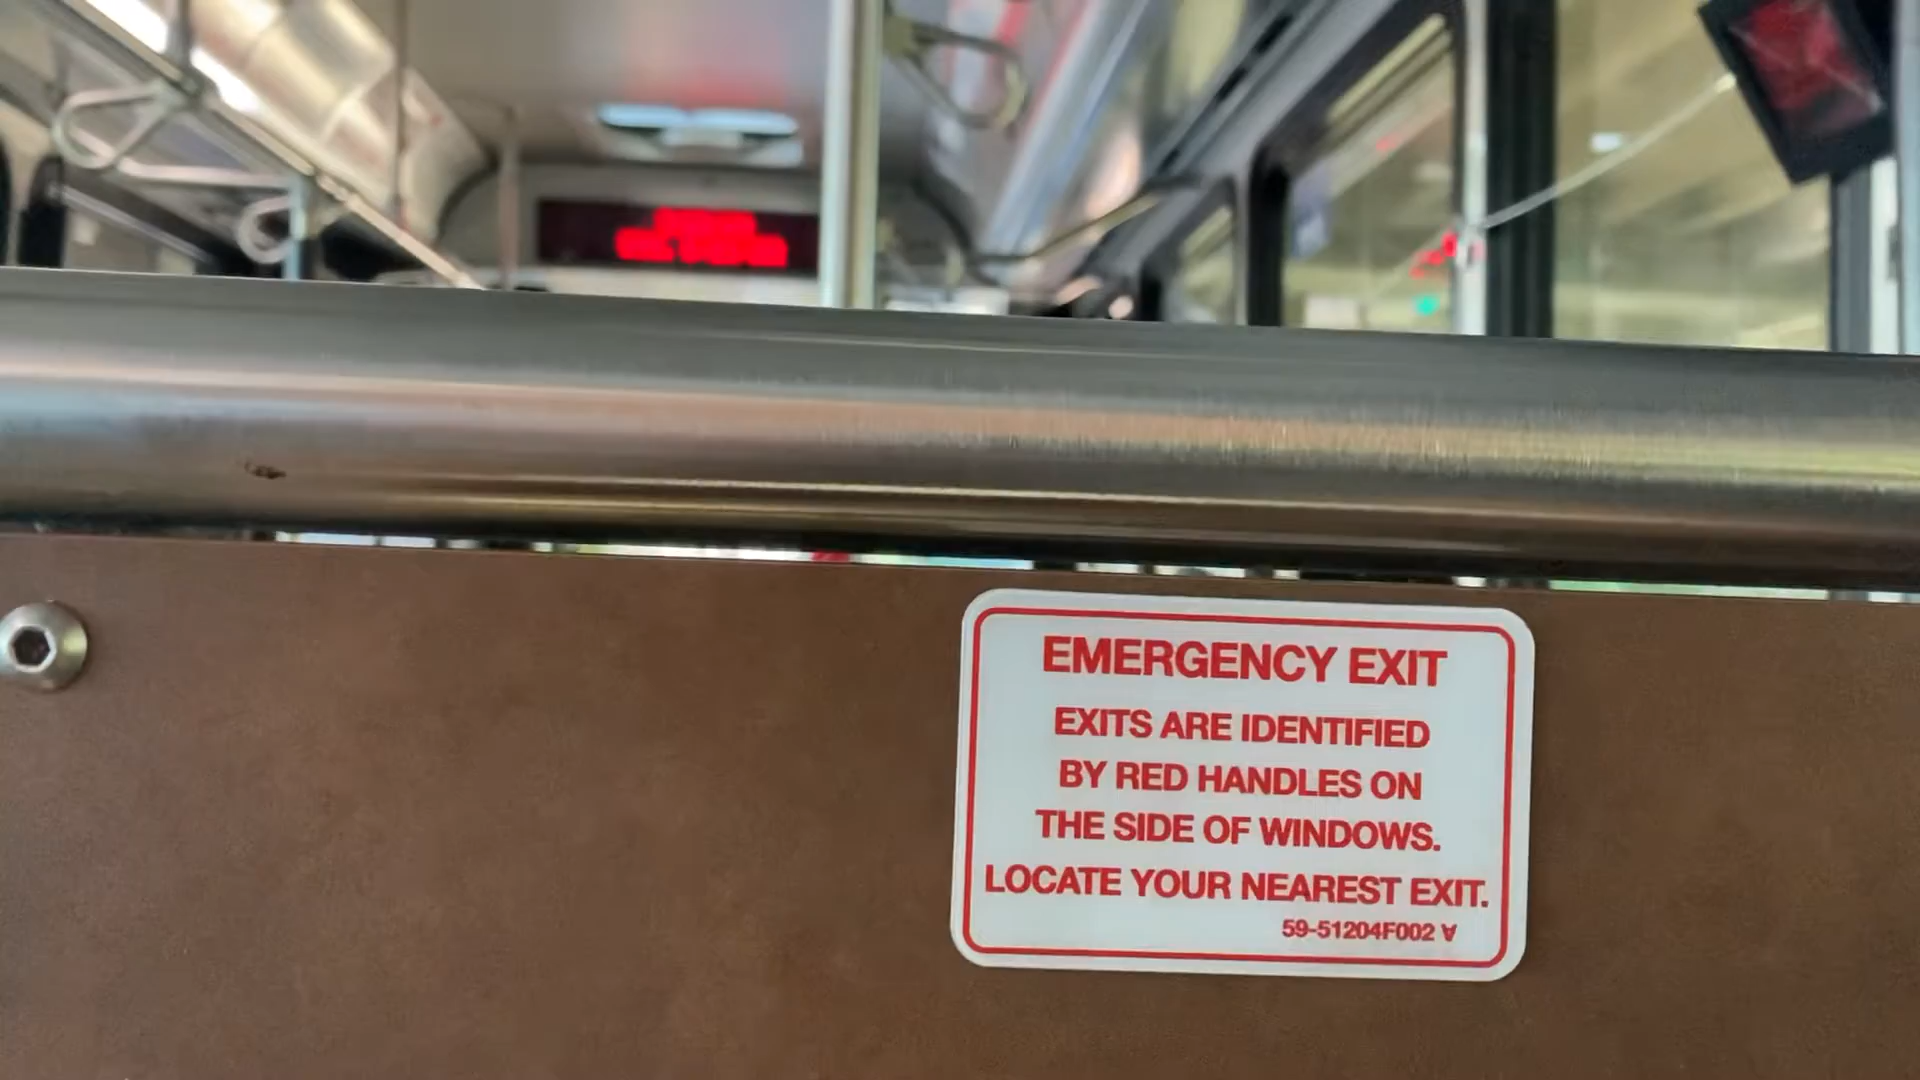 EMERGENCY EXIT
EXITS ARE IDENTIFIED
BY RED HANDLES ON
THE SIDE OF WINDOWS.
LOCATE YOUR NEAREST EXIT.
59-51204F002 ∀